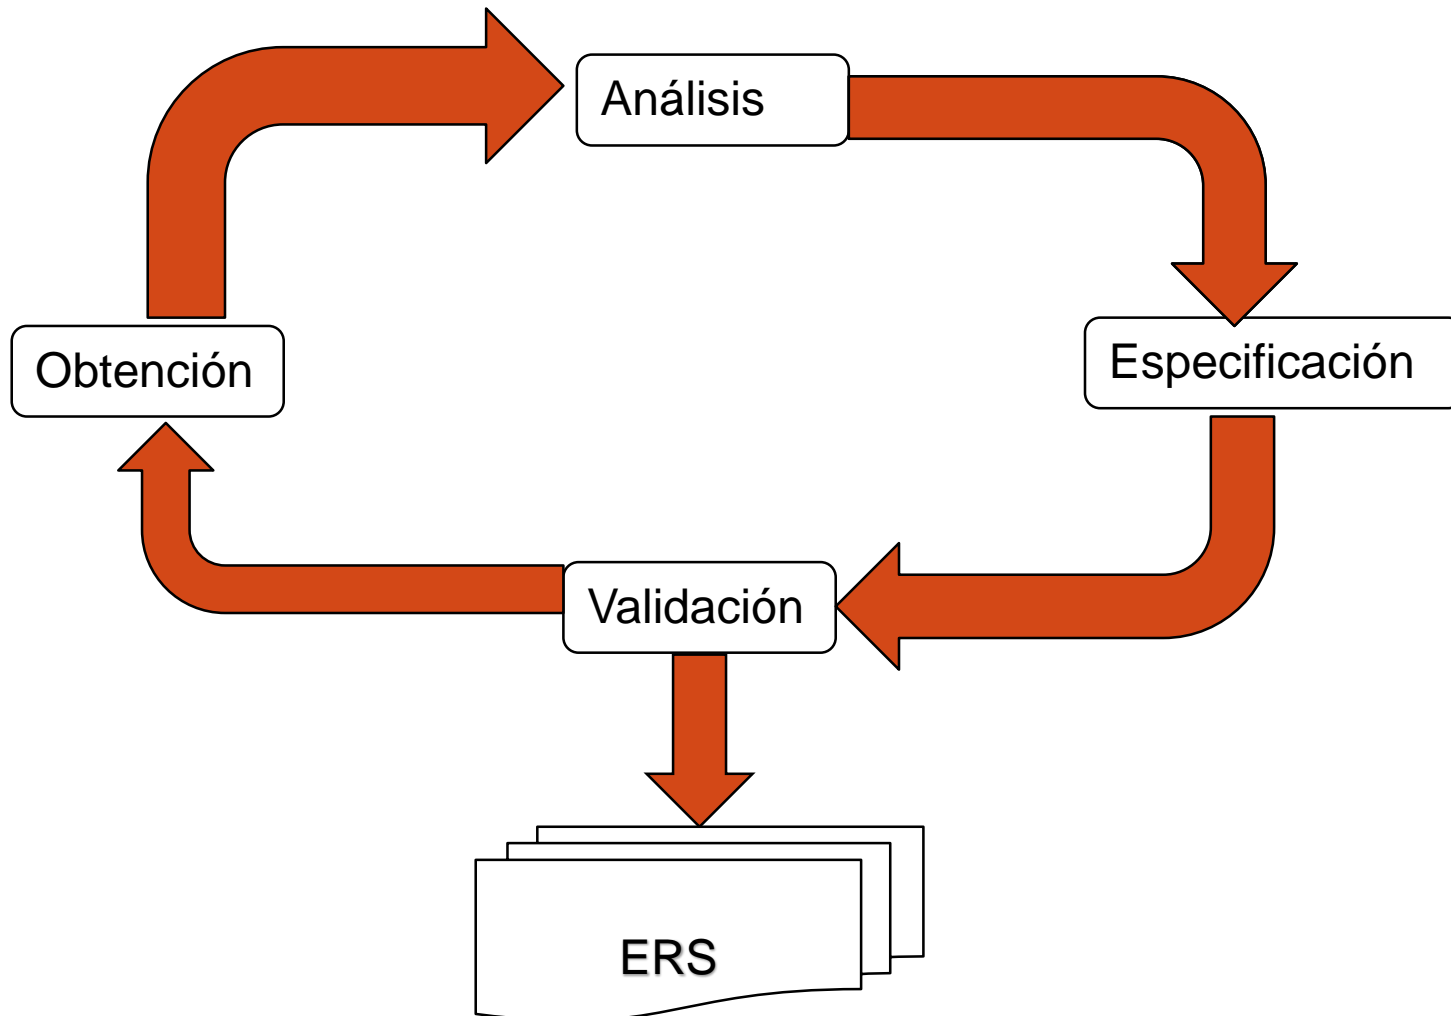 Análisis
Obtención
Especificación
Validación
ERS